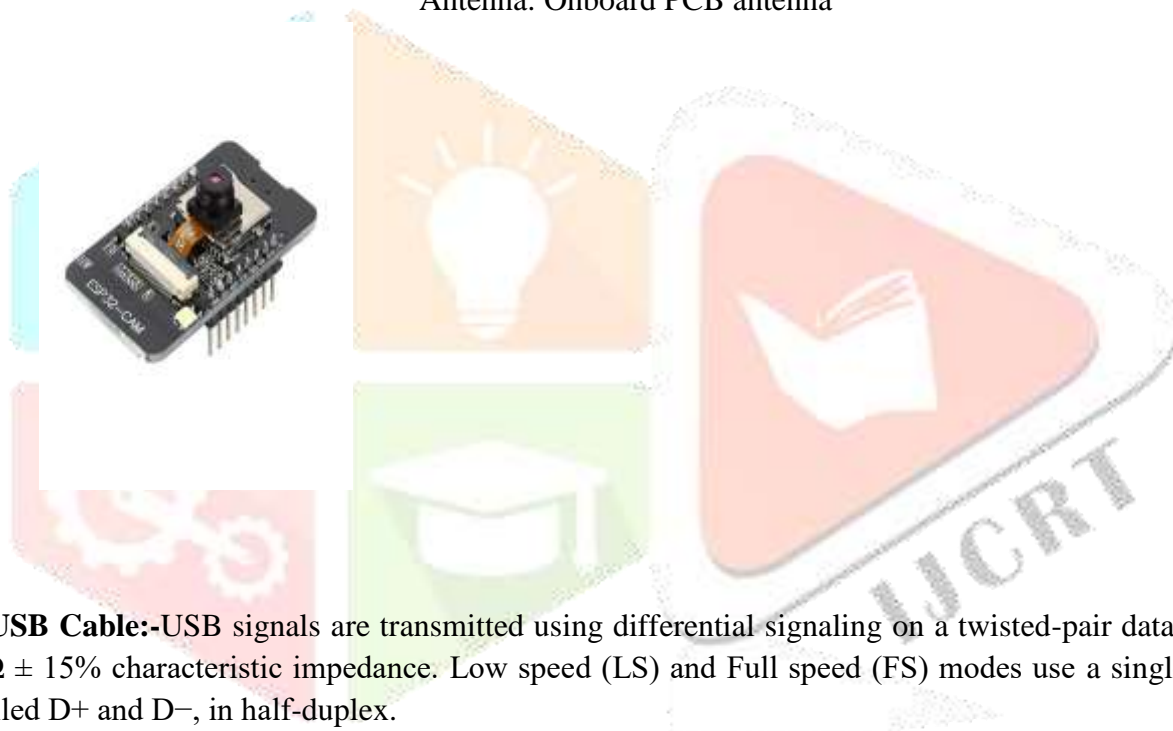 Antenna: Onboard PCB antenna
ESP32-CAM
IJCRT
USB Cable:-USB signals are transmitted using differential signaling on a twisted-pair data
± 15% characteristic impedance. Low speed (LS) and Full speed (FS) modes use a singl
lled D+ and D−, in half-duplex.